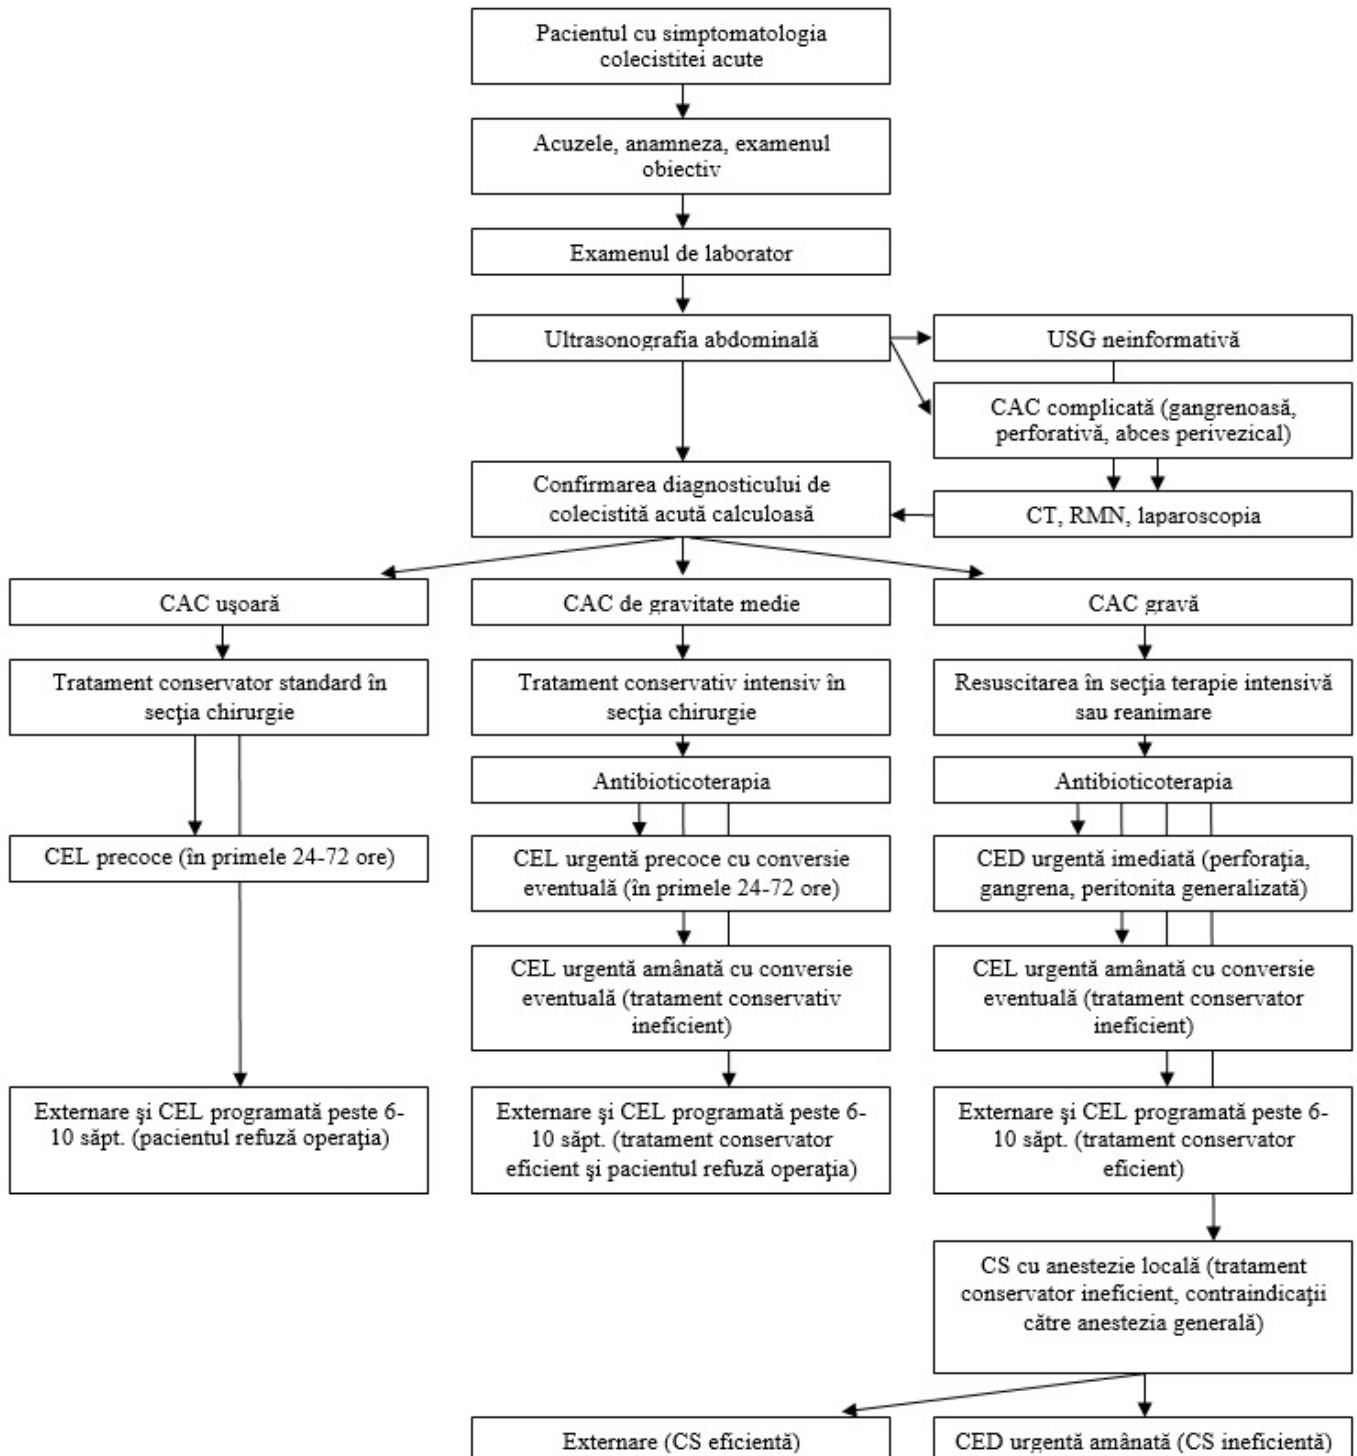 Pacientul cu simptomatologia
colecistitei acute
Acuzele, anamneza, examenul
obiectiv
Examenul de laborator
Ultrasonografia abdominală
USG neinformativă
CAC complicată (gangrenoasă,
perforativă, abces perivezical)
Confirmarea diagnosticului de
colecistită acută calculoasă
CT, RMN, laparoscopia
CAC uşoară
CAC de gravitate medie
CAC gravă
Tratament conservator standard în
secţia chirurgie
Tratament conservativ intensiv în
secţia chirurgie
Resuscitarea în secţia terapie intensivă
sau reanimare
Antibioticoterapia
Antibioticoterapia
CEL precoce (în primele 24-72 ore)
CEL urgentă precoce cu conversie
eventuală (în primele 24-72 ore)
CED urgentă imediată (perforaţia,
gangrena, peritonita generalizată)
CEL urgentă amânată cu conversie
eventuală (tratament conservativ
ineficient)
CEL urgentă amânată cu conversie
eventuală (tratament conservator
ineficient)
Externare şi CEL programată peste 6-
10 săpt. (pacientul refuză operaţia)
Externare şi CEL programată peste 6-
10 săpt. (tratament conservator
eficient şi pacientul refuză operaţia)
Externare şi CEL programată peste 6-
10 săpt. (tratament conservator
eficient)
CS cu anestezie locală (tratament
conservator ineficient, contraindicaţii
către anestezia generală)
Externare (CS eficientă)
CED urgentă amânată (CS ineficientă)